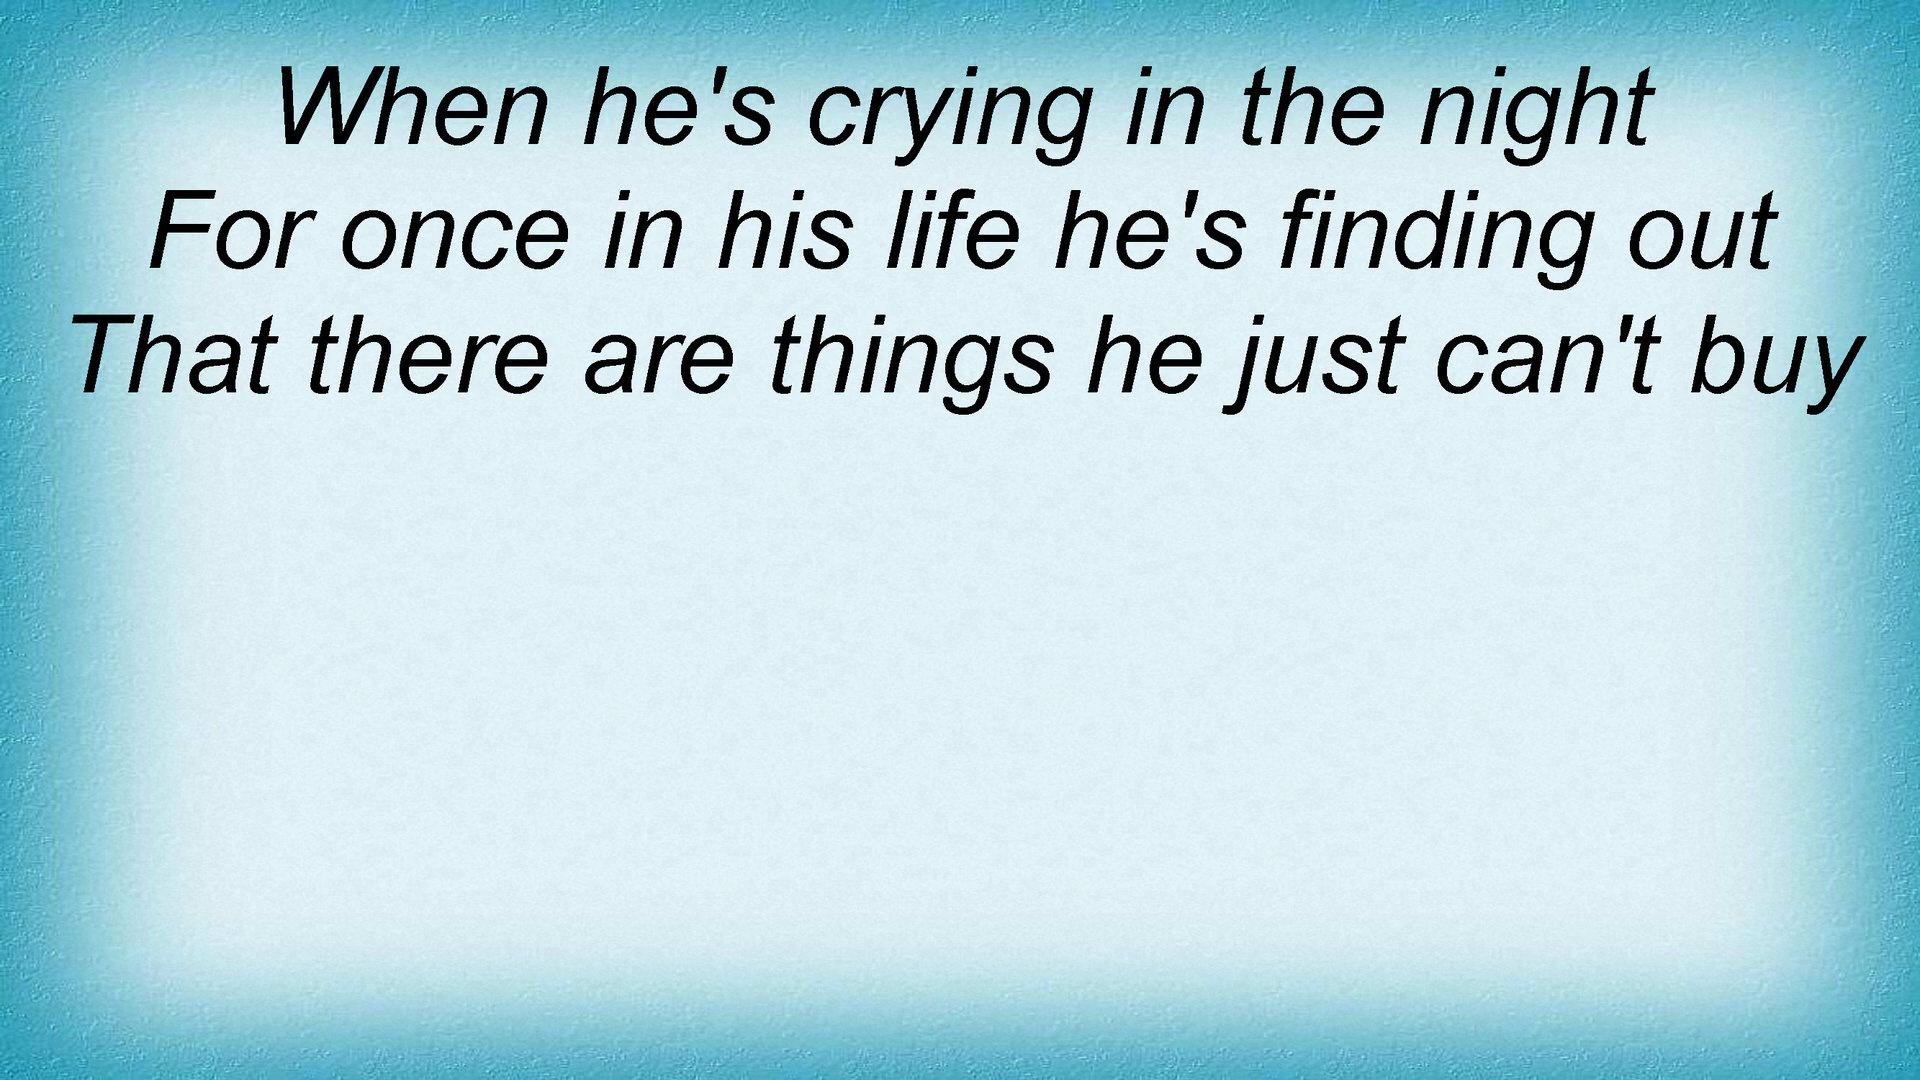 When he's crying in the night
For once in his life he's finding out
That there are things he just can't buy